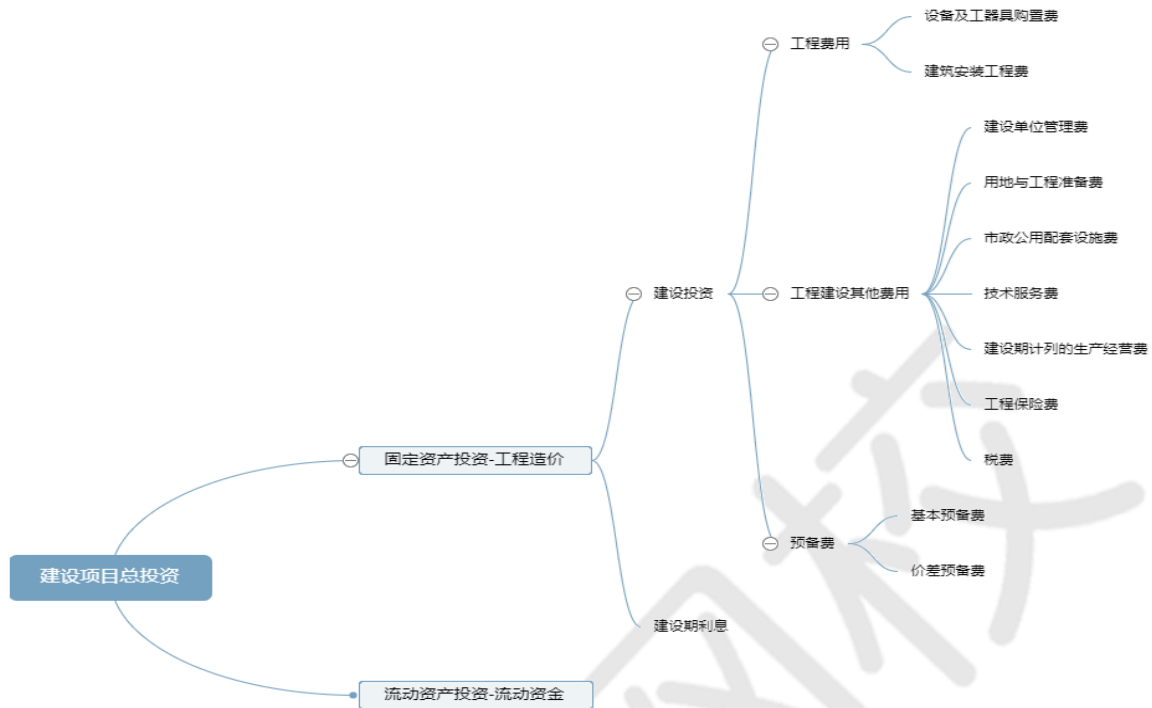 设备及工器具购置费
工程费用
建筑安装工程费
建设单位管理费
用地与工程准备费
市政公用配套设施费
建设投资
工程建设其他费用
技术服务费
建设期计列的生产经营费
工程保险费
固定资产投资-工程造价
税费
基本预备费
预备费
价差预备费
建设项目总投资
建设期利息
流动资产投资-流动资金
网校